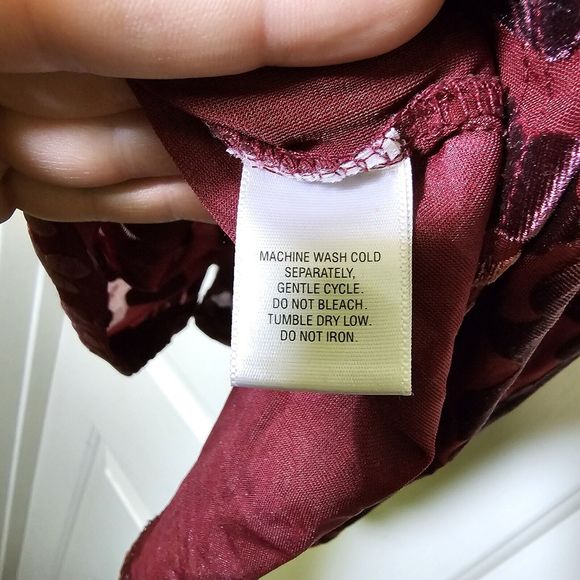 MACHINE WASH COLD
SEPARATELY,
GENTLE CYCLE.
DO NOT BLEACH.
TUMBLE DRY LOW.
DO NOT IRON.